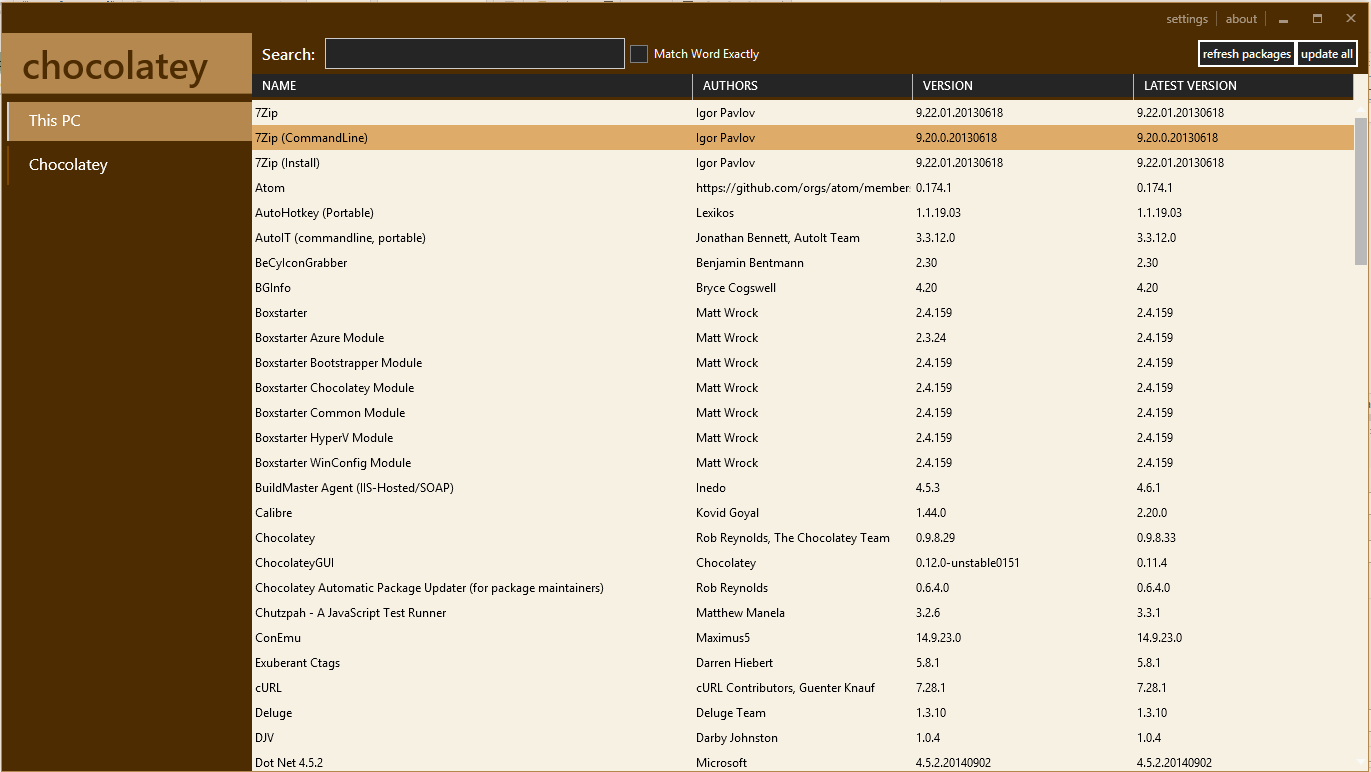 settings about
chocolatey
Search: Match Word Exactly refresh packages update all
This PC
Chocolatey
NAME AUTHORS VERSION LATEST VERSION
7Zip Igor Pavlov 9.22.01.20130618 9.22.01.20130618
7Zip (CommandLine) Igor Pavlov 9.20.0.20130618 9.20.0.20130618
7Zip (Install) Igor Pavlov 9.22.01.20130618 9.22.01.20130618
Atom https://github.com/orgs/atom/members 0.174.1 0.174.1
AutoHotkey (Portable) Lexikos 1.1.19.03 1.1.19.03
AutoIT (commandline, portable) Jonathan Bennett, AutoIt Team 3.3.12.0 3.3.12.0
BeCyIconGrabber Benjamin Bentmann 2.30 2.30
BGInfo Bryce Cogswell 4.20 4.20
Boxstarter Matt Wrock 2.4.159 2.4.159
Boxstarter Azure Module Matt Wrock 2.3.24 2.4.159
Boxstarter Bootstrapper Module Matt Wrock 2.4.159 2.4.159
Boxstarter Chocolatey Module Matt Wrock 2.4.159 2.4.159
Boxstarter Common Module Matt Wrock 2.4.159 2.4.159
Boxstarter HyperV Module Matt Wrock 2.4.159 2.4.159
Boxstarter WinConfig Module Matt Wrock 2.4.159 2.4.159
BuildMaster Agent (IIS-Hosted/SOAP) Inedo 4.5.3 4.6.1
Calibre Kovid Goyal 1.44.0 2.20.0
Chocolatey Rob Reynolds, The Chocolatey Team 0.9.8.29 0.9.8.33
ChocolateyGUI Chocolatey 0.12.0-unstable0151 0.11.4
Chocolatey Automatic Package Updater (for package maintainers) Rob Reynolds 0.6.4.0 0.6.4.0
Chutzpah - A JavaScript Test Runner Matthew Manela 3.2.6 3.3.1
ConEmu Maximus5 14.9.23.0 14.9.23.0
Exuberant Ctags Darren Hiebert 5.8.1 5.8.1
cURL cURL Contributors, Guenter Knauf 7.28.1 7.28.1
Deluge Deluge Team 1.3.10 1.3.10
DJV Darby Johnston 1.0.4 1.0.4
Dot Net 4.5.2 Microsoft 4.5.2.20140902 4.5.2.20140902